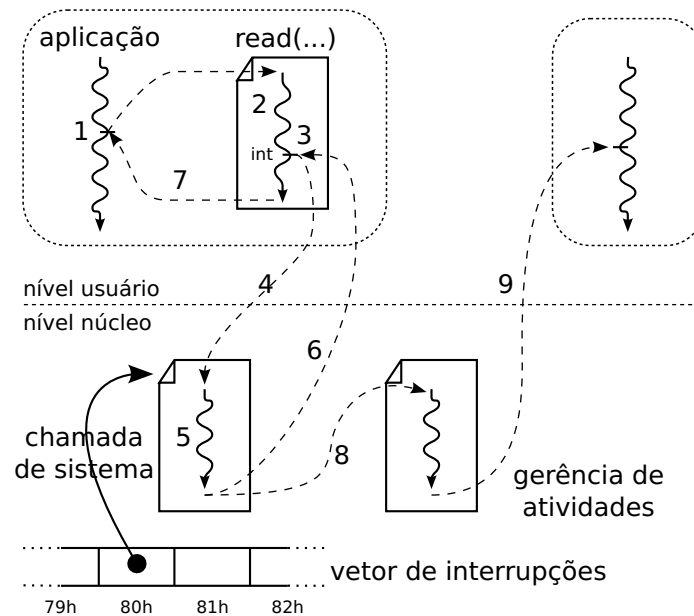 aplicação
read(...)
1
2
3
int
7
4
9
nível usuário
nível núcleo
6
chamada
de sistema
5
8
gerência de
atividades
vetor de interrupções
79h
80h
81h
82h